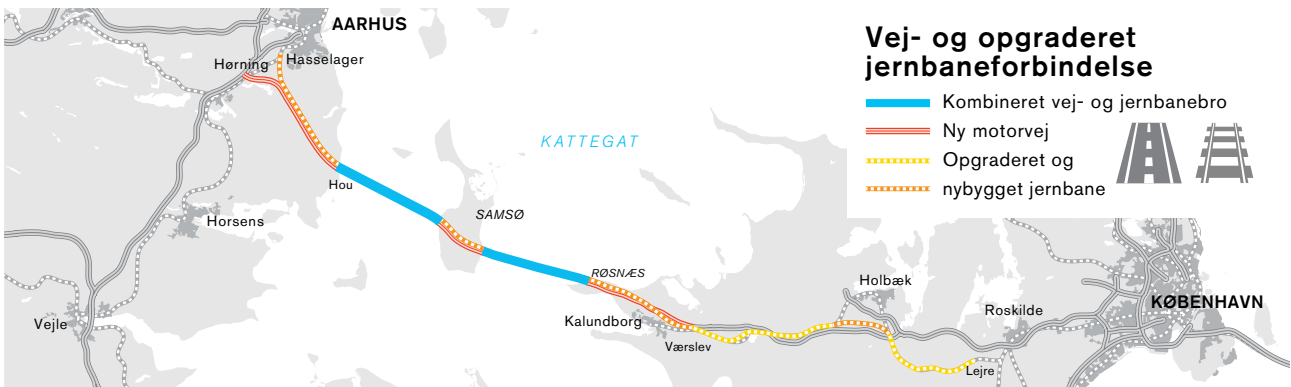 AARHUS
Hørning
Hasselager
KATTEGAT
Hou
Horsens
SAMSØ
RØSNÆS
Vejle
Kalundborg
Værslev
Holbæk
Roskilde
KØBENHAVN
Lejre
Vej- og opgraderet
jernbaneforbindelse
Kombineret vej- og jernbanebro
Ny motorvej
Opgraderet og
nybygget jernbane